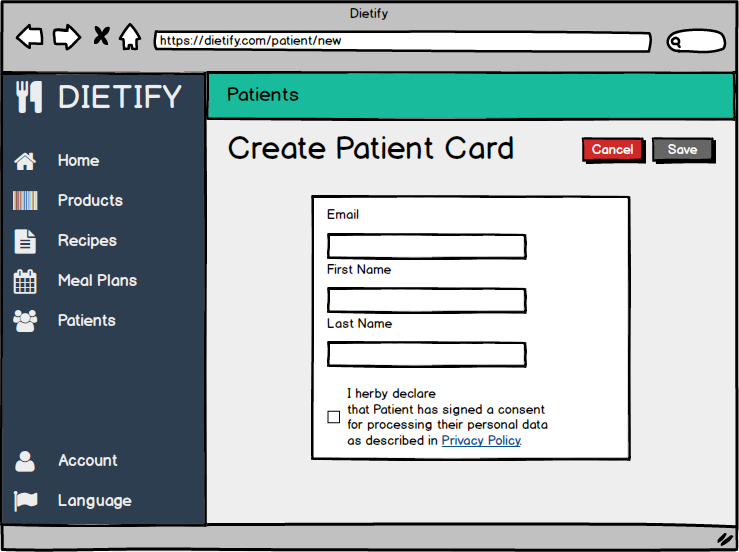 Dietify
https://dietify.com/patient/new
DIETIFY
Home
Products
Recipes
Meal Plans
Patients
Account
Language
Patients
Create Patient Card
Cancel
Save
Email
First Name
Last Name
I herby declare
that Patient has signed a consent
for processing their personal data
as described in Privacy Policy.